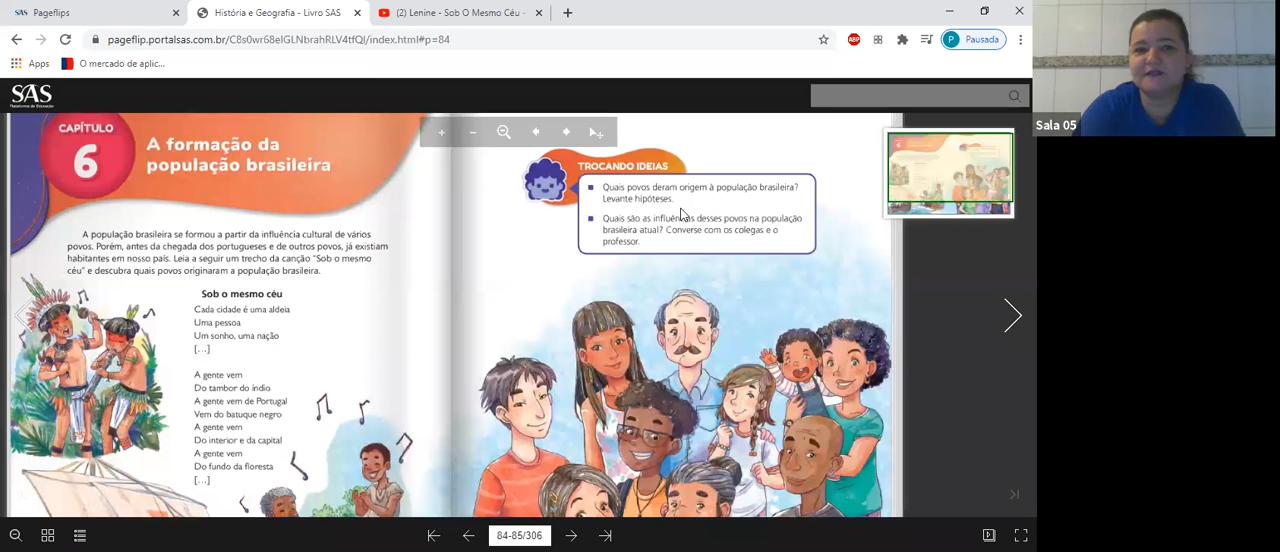 Pageflips
História e Geografia - Livro SAS
(2) Lenine - Sob O Mesmo Céu -
pageflip.portalsas.com.br/C8s0wr68eIGLNbrahRLV4tfQJ/index.html#p=84
ABP
P Pausada
Apps
O mercado de aplic...
SAS
Plataforma de Educação
Sala 05
CAPÍTULO
6
A formação da
população brasileira
A população brasileira se formou a partir da influência cultural de vários
povos. Porém, antes da chegada dos portugueses e de outros povos, já existiam
habitantes em nosso país. Leia a seguir um trecho da canção “Sob o mesmo
céu” e descubra quais povos originaram a população brasileira.
Sob o mesmo céu
Cada cidade é uma aldeia
Uma pessoa
Um sonho, uma nação
[...]
A gente vem
Do tambor do índio
A gente vem de Portugal
Vem do batuque negro
A gente vem
Do interior e da capital
A gente vem
Do fundo da floresta
[...]
TROCANDO IDEIAS
Quais povos deram origem à população brasileira?
Levante hipóteses.
Quais são as influências desses povos na população
brasileira atual? Converse com os colegas e o
professor.
84-85/306